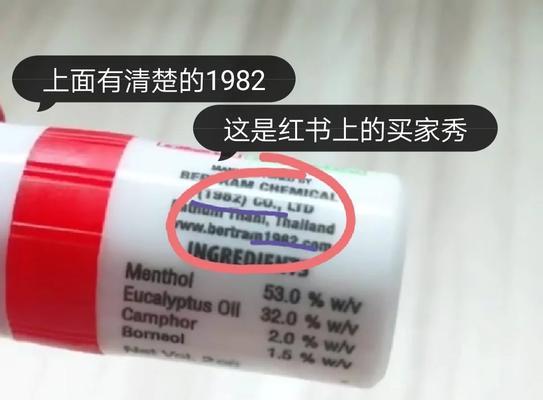 上面有清楚的1982
这是红书上的买家秀
BERTRAM CHEMICAL
(1982) CO., LTD
Thani, Thailand
www.bertram1982.com
INGREDIENTS
Menthol 53.0 % w/v
Eucalyptus Oil 32.0 % w/v
Camphor 2.0 % w/v
Borneol 1.5 % w/v
Net Vol.